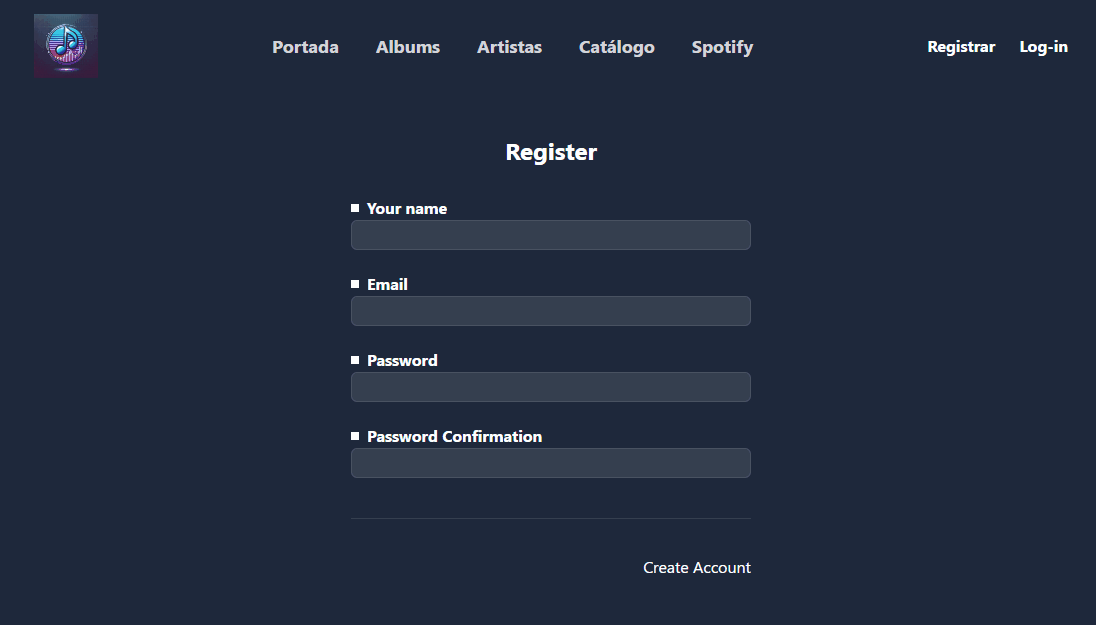 Portada Albums Artistas Catálogo Spotify Registrar Log-in
Register
Your name
Email
Password
Password Confirmation
Create Account